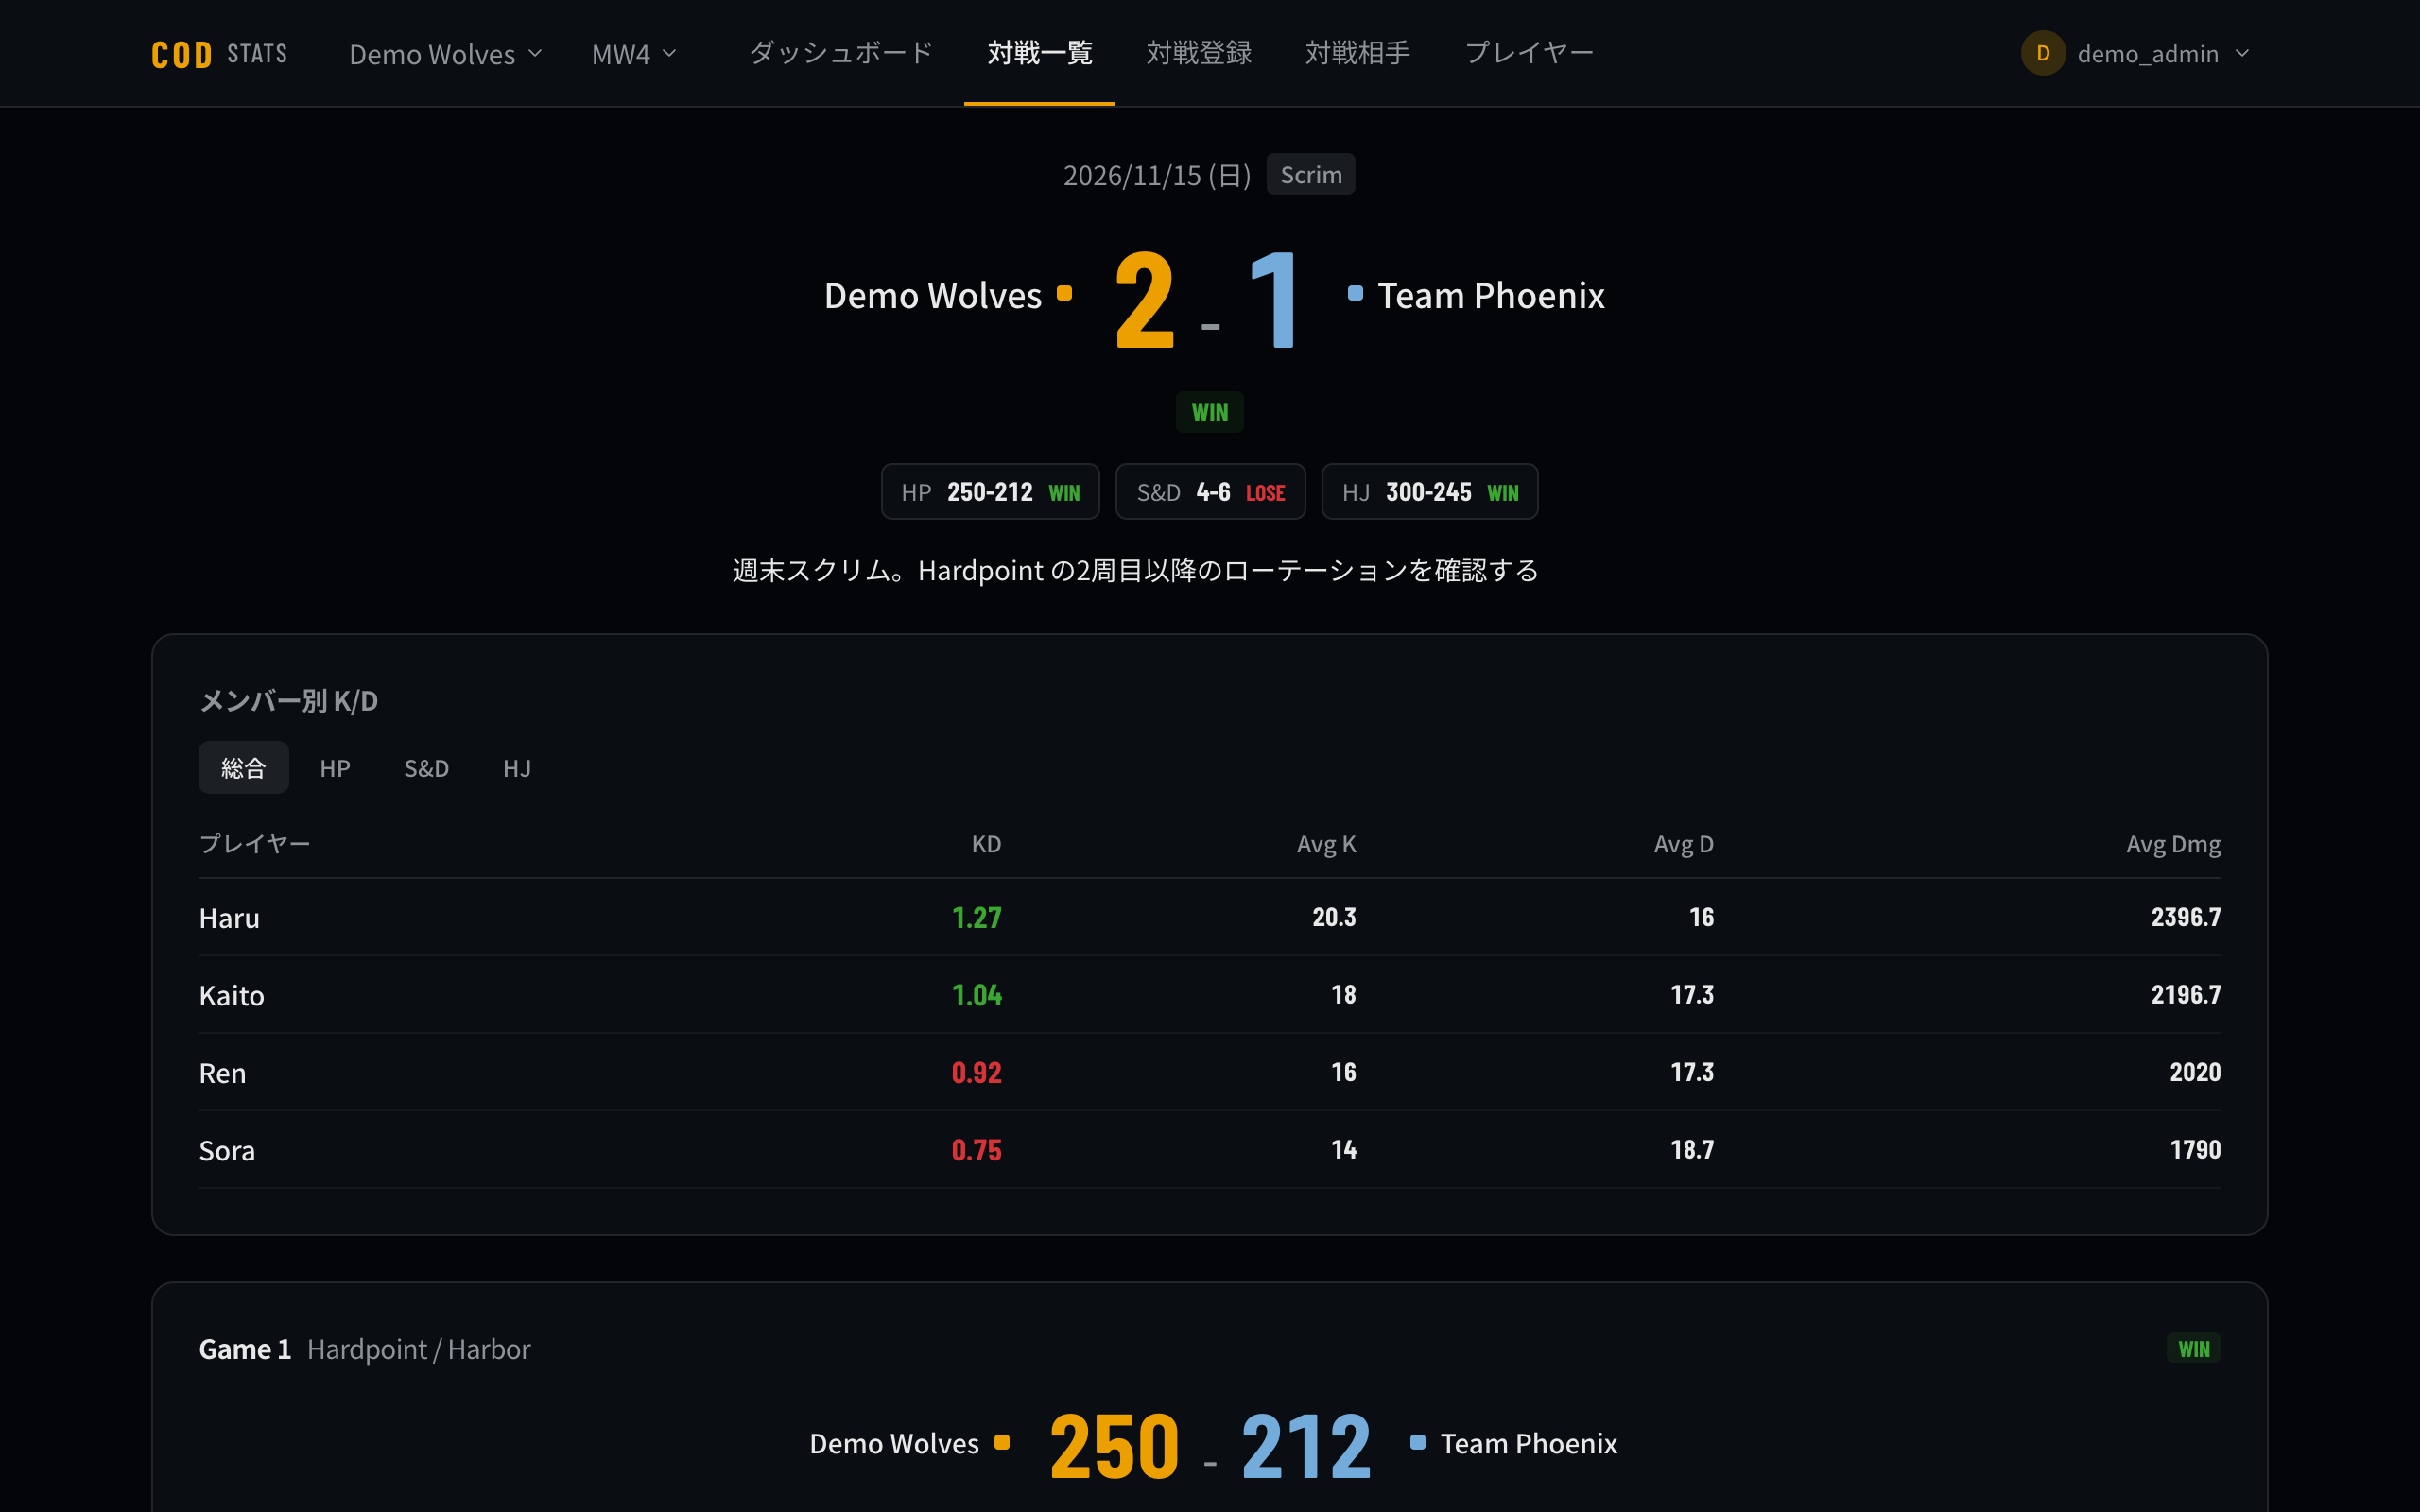 COD STATS Demo Wolves MW4 ダッシュボード 対戦一覧 対戦登録 対戦相手 プレイヤー D demo_admin
2026/11/15 (日) Scrim
Demo Wolves 2 - 1 Team Phoenix
WIN
HP 250-212 WIN S&D 4-6 LOSE HJ 300-245 WIN
週末スクリム。Hardpoint の2周目以降のローテーションを確認する
メンバー別 K/D
総合 HP S&D HJ
プレイヤー KD Avg K Avg D Avg Dmg
Haru 1.27 20.3 16 2396.7
Kaito 1.04 18 17.3 2196.7
Ren 0.92 16 17.3 2020
Sora 0.75 14 18.7 1790
Game 1 Hardpoint / Harbor WIN
Demo Wolves 250 - 212 Team Phoenix